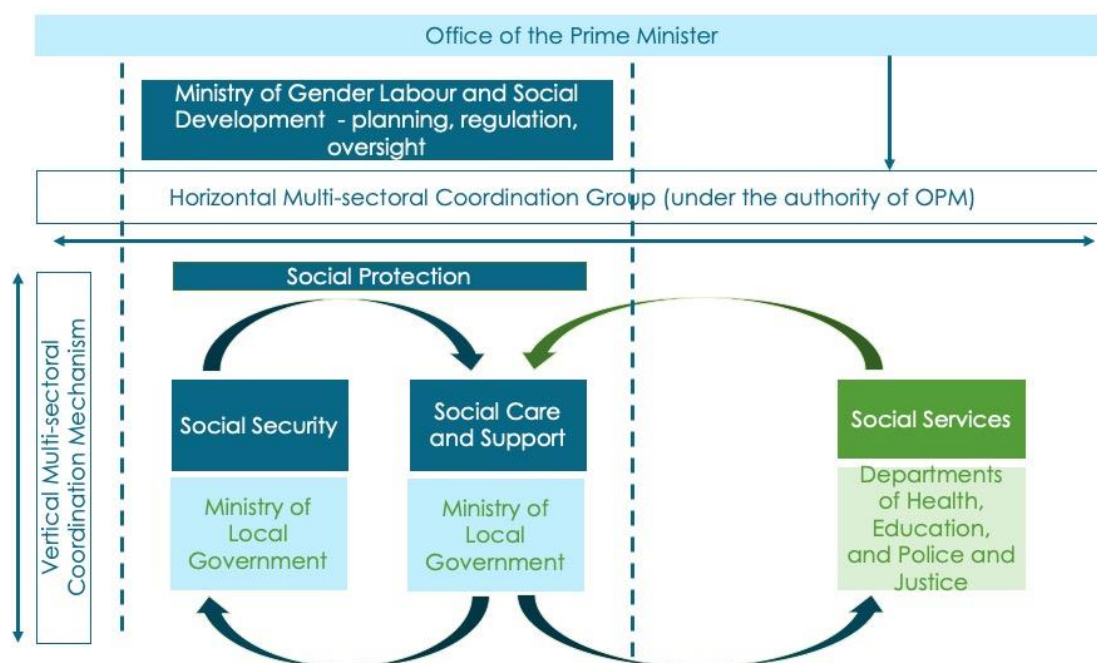 Office of the Prime Minister
Ministry of Gender Labour and Social
Development - planning, regulation,
oversight
Horizontal Multi-sectoral Coordination Group (under the authority of OPM)
Vertical Multi-sectoral
Coordination Mechanism
Social Protection
Social Security
Social Care
and Support
Social Services
Ministry of
Local
Government
Ministry of
Local
Government
Departments
of Health,
Education,
and Police and
Justice